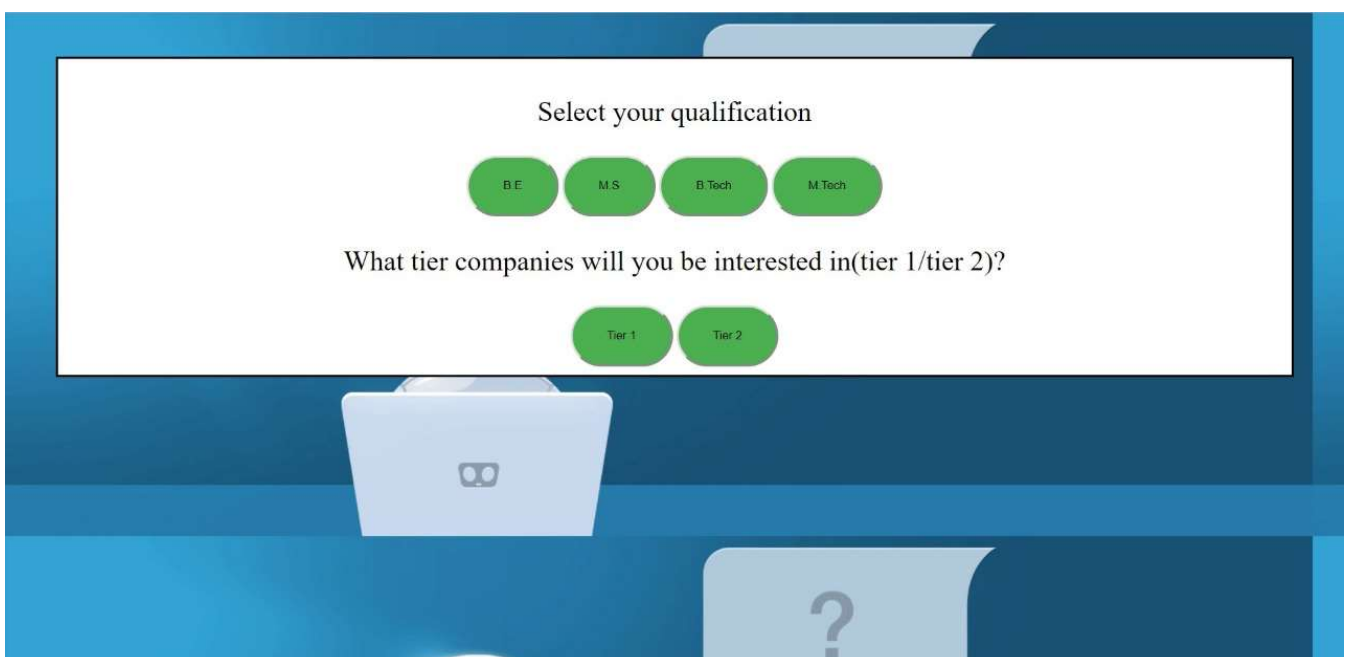 Select your qualification
B.E M.S B.Tech M.Tech
What tier companies will you be interested in(tier 1/tier 2)?
Tier 1 Tier 2
?